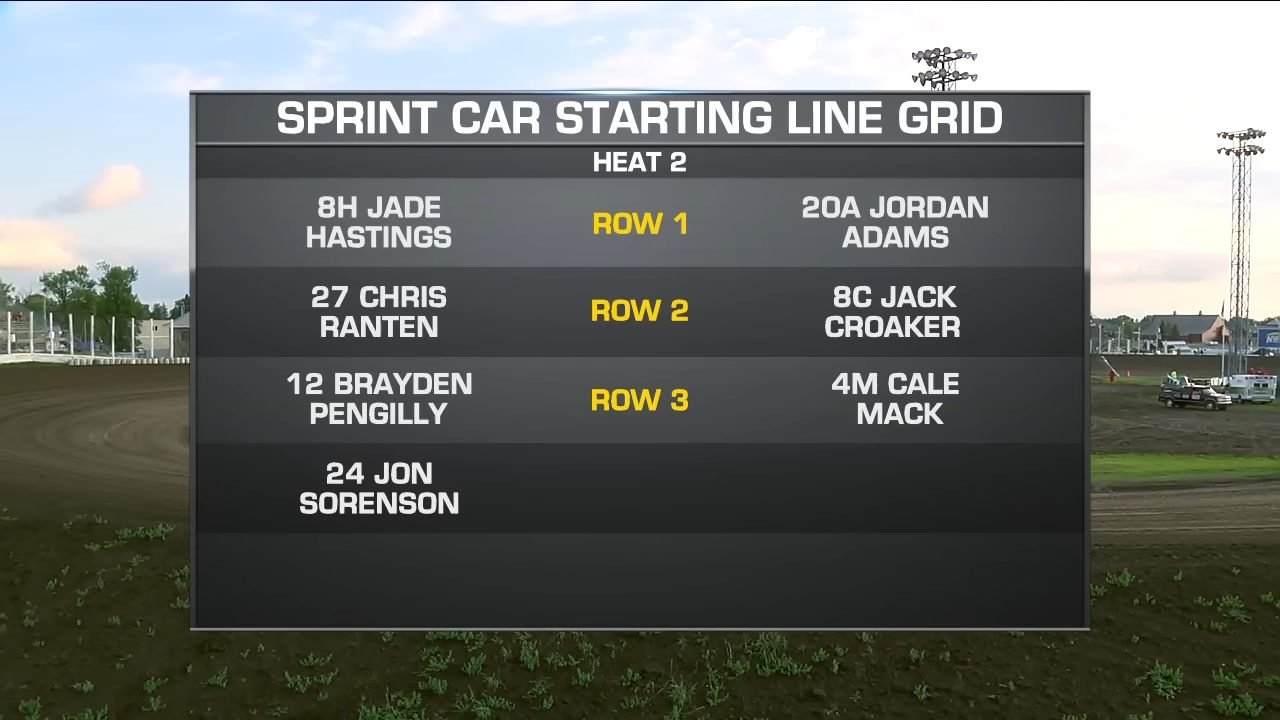 SPRINT CAR STARTING LINE GRID
HEAT 2
8H JADE
HASTINGS
ROW 1
20A JORDAN
ADAMS
27 CHRIS
RANTEN
ROW 2
8C JACK
CROAKER
12 BRAYDEN
PENGILLY
ROW 3
4M CALE
MACK
24 JON
SORENSON